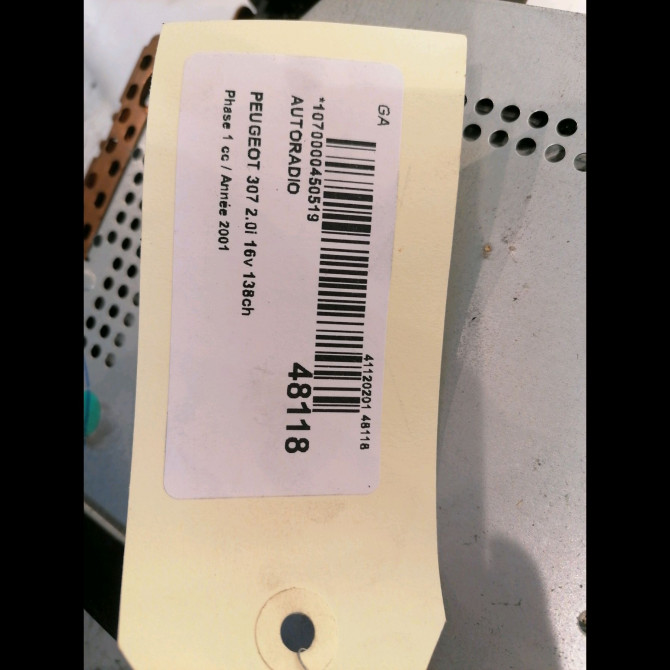 GA
41120201 48118
*1070000450519
AUTORADIO
48118
PEUGEOT 307 2.0i 16v 138ch
Phase 1 cc / Année 2001